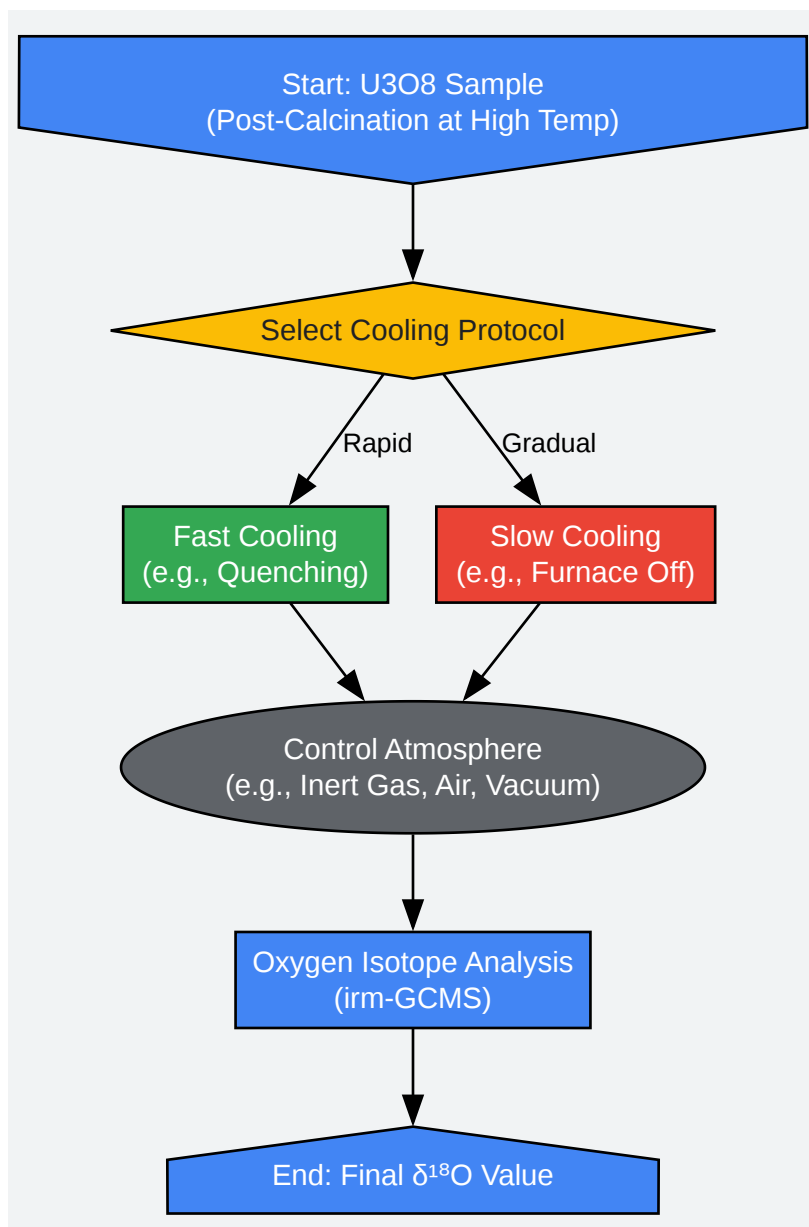 Start: U3O8 Sample
(Post-Calcination at High Temp)
Select Cooling Protocol
Rapid
Gradual
Fast Cooling
(e.g., Quenching)
Slow Cooling
(e.g., Furnace Off)
Control Atmosphere
(e.g., Inert Gas, Air, Vacuum)
Oxygen Isotope Analysis
(irm-GCMS)
End: Final δ¹⁸O Value